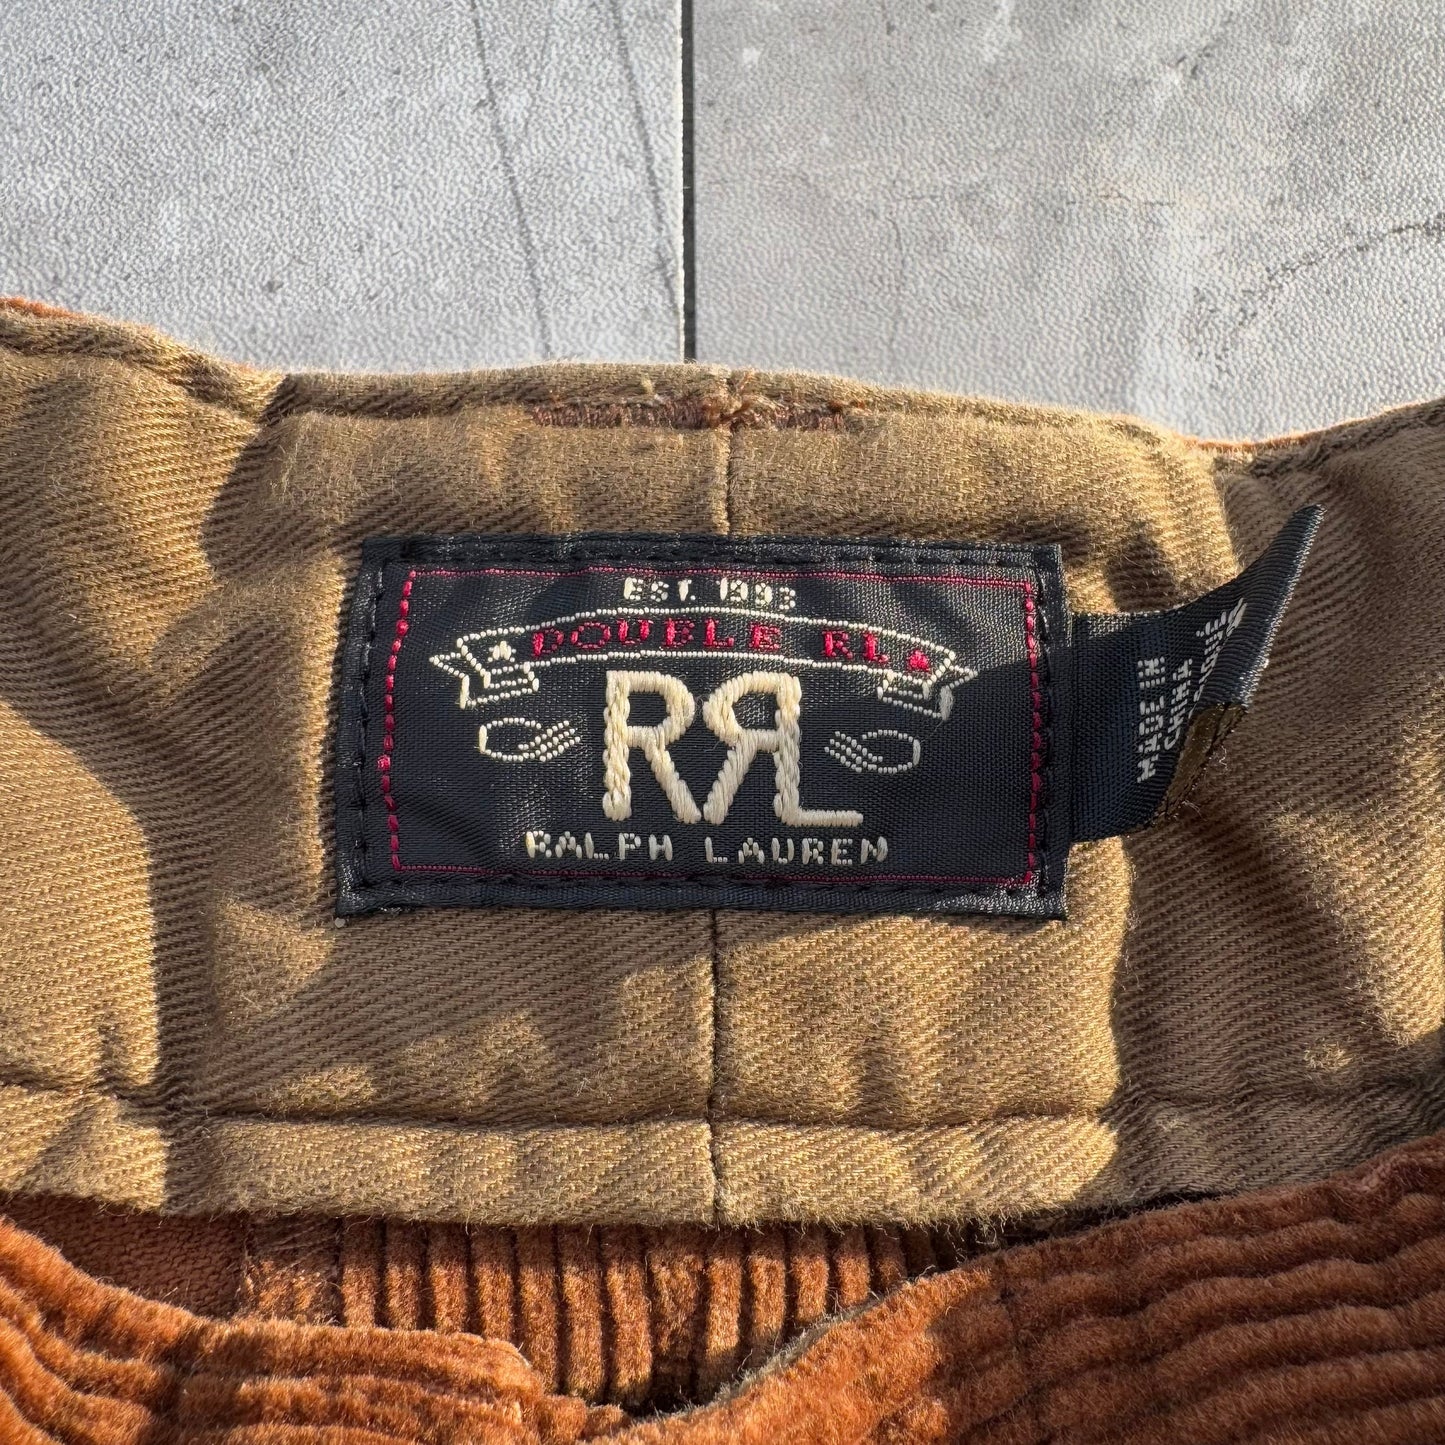 EST. 1993
DOUBLE RL
RRL
RALPH LAUREN
MADE IN
CHINA